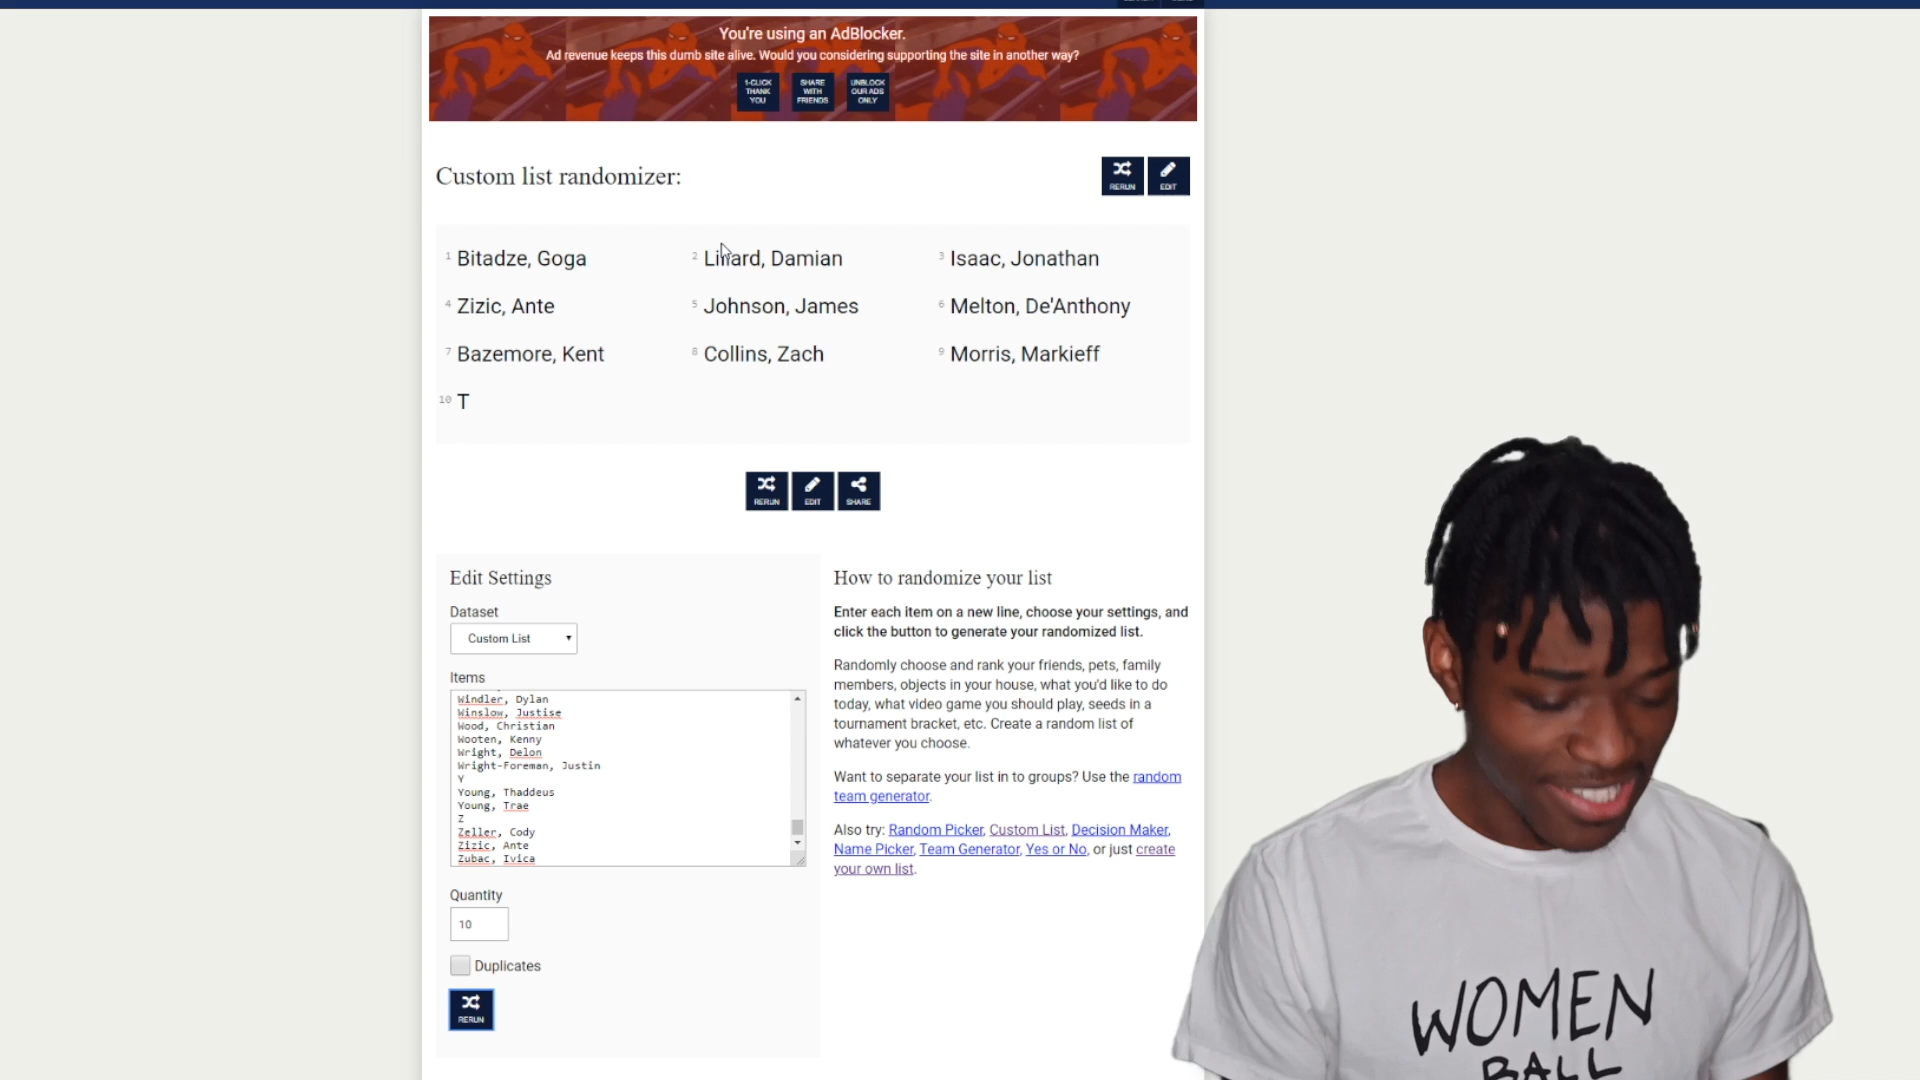 You're using an AdBlocker.
Ad revenue keeps this dumb site alive. Would you considering supporting the site in another way?
1-CLICK THANK YOU
SHARE WITH FRIENDS
UNBLOCK OUR ADS ONLY
Custom list randomizer:
RERUN
EDIT
1 Bitadze, Goga
2 Lillard, Damian
3 Isaac, Jonathan
4 Zizic, Ante
5 Johnson, James
6 Melton, De'Anthony
7 Bazemore, Kent
8 Collins, Zach
9 Morris, Markieff
10 T
RERUN
EDIT
SHARE
Edit Settings
Dataset
Custom List
Items
Windler, Dylan
Winslow, Justise
Wood, Christian
Wooten, Kenny
Wright, Delon
Wright-Foreman, Justin
Y
Young, Thaddeus
Young, Trae
Z
Zeller, Cody
Zizic, Ante
Zubac, Ivica
Quantity
10
Duplicates
RERUN
How to randomize your list
Enter each item on a new line, choose your settings, and
click the button to generate your randomized list.
Randomly choose and rank your friends, pets, family
members, objects in your house, what you'd like to do
today, what video game you should play, seeds in a
tournament bracket, etc. Create a random list of
whatever you choose.
Want to separate your list in to groups? Use the random
team generator.
Also try: Random Picker, Custom List, Decision Maker,
Name Picker, Team Generator, Yes or No, or just create
your own list.
WOMEN
BALL